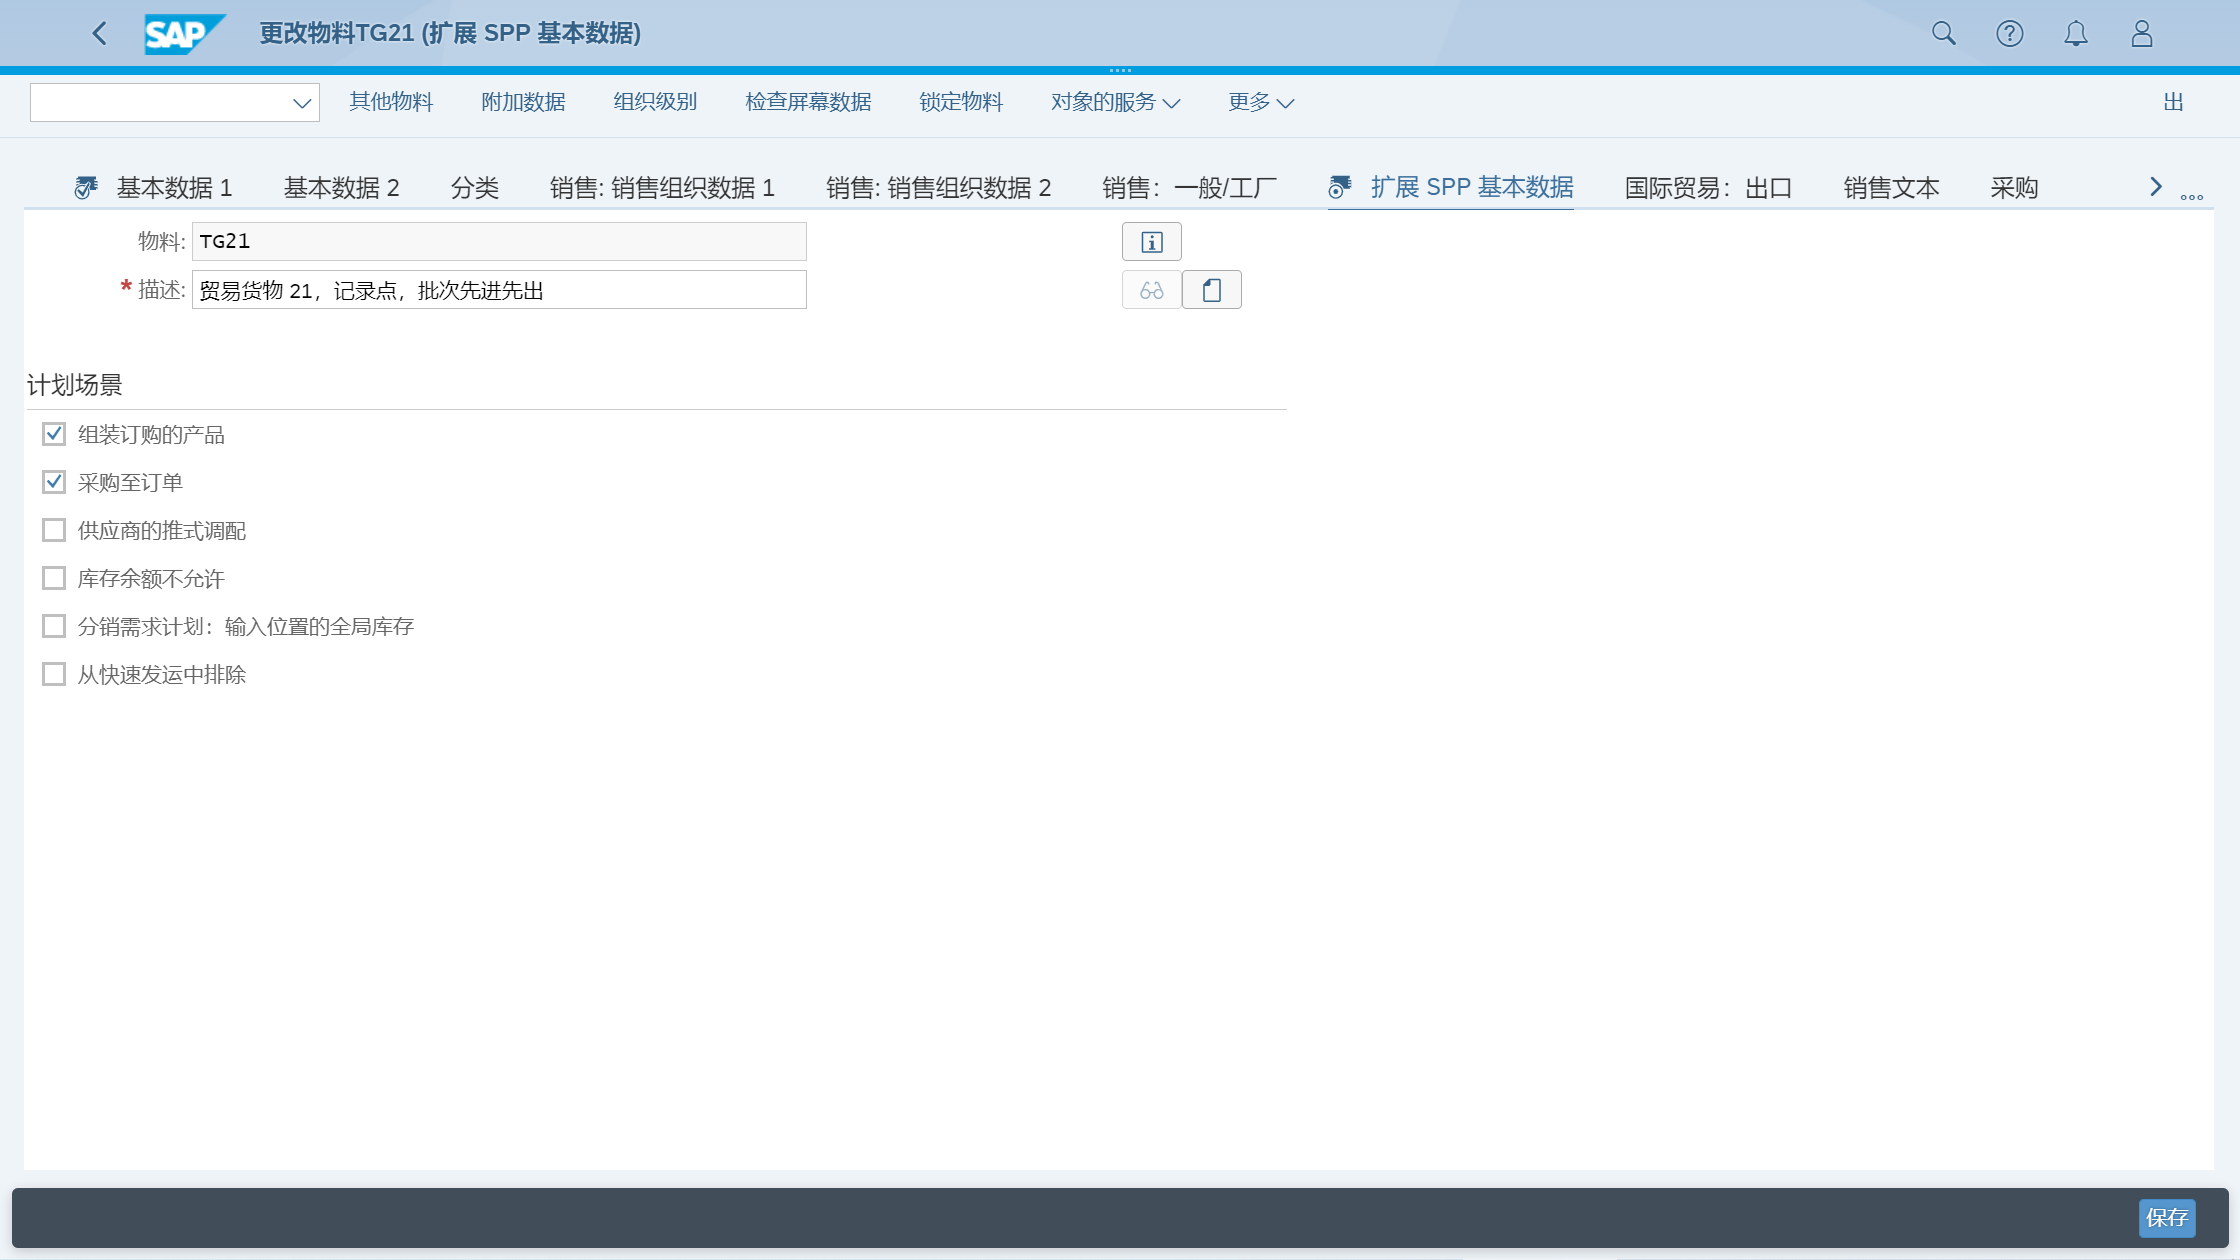 SAP 更改物料TG21 (扩展 SPP 基本数据)
其他物料 附加数据 组织级别 检查屏幕数据 锁定物料 对象的服务 更多 出
基本数据 1 基本数据 2 分类 销售: 销售组织数据 1 销售: 销售组织数据 2 销售：一般/工厂 扩展 SPP 基本数据 国际贸易：出口 销售文本 采购
物料: TG21
* 描述: 贸易货物 21，记录点，批次先进先出
计划场景
组装订购的产品
采购至订单
供应商的推式调配
库存余额不允许
分销需求计划：输入位置的全局库存
从快速发运中排除
保存